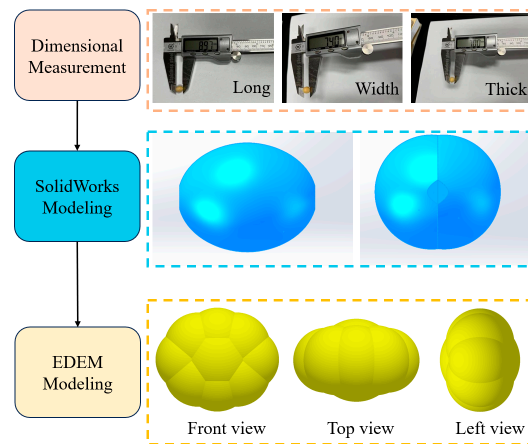 Dimensional
Measurement
Long
Width
Thick
SolidWorks
Modeling
EDEM
Modeling
Front view
Top view
Left view